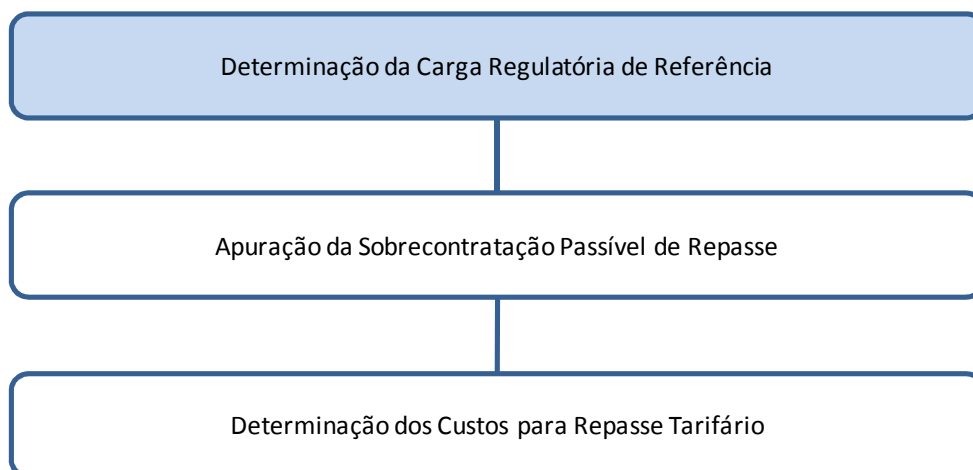 Determinação da Carga Regulatória de Referência
Apuração da Sobrecontratação Passível de Repasse
Determinação dos Custos para Repasse Tarifário